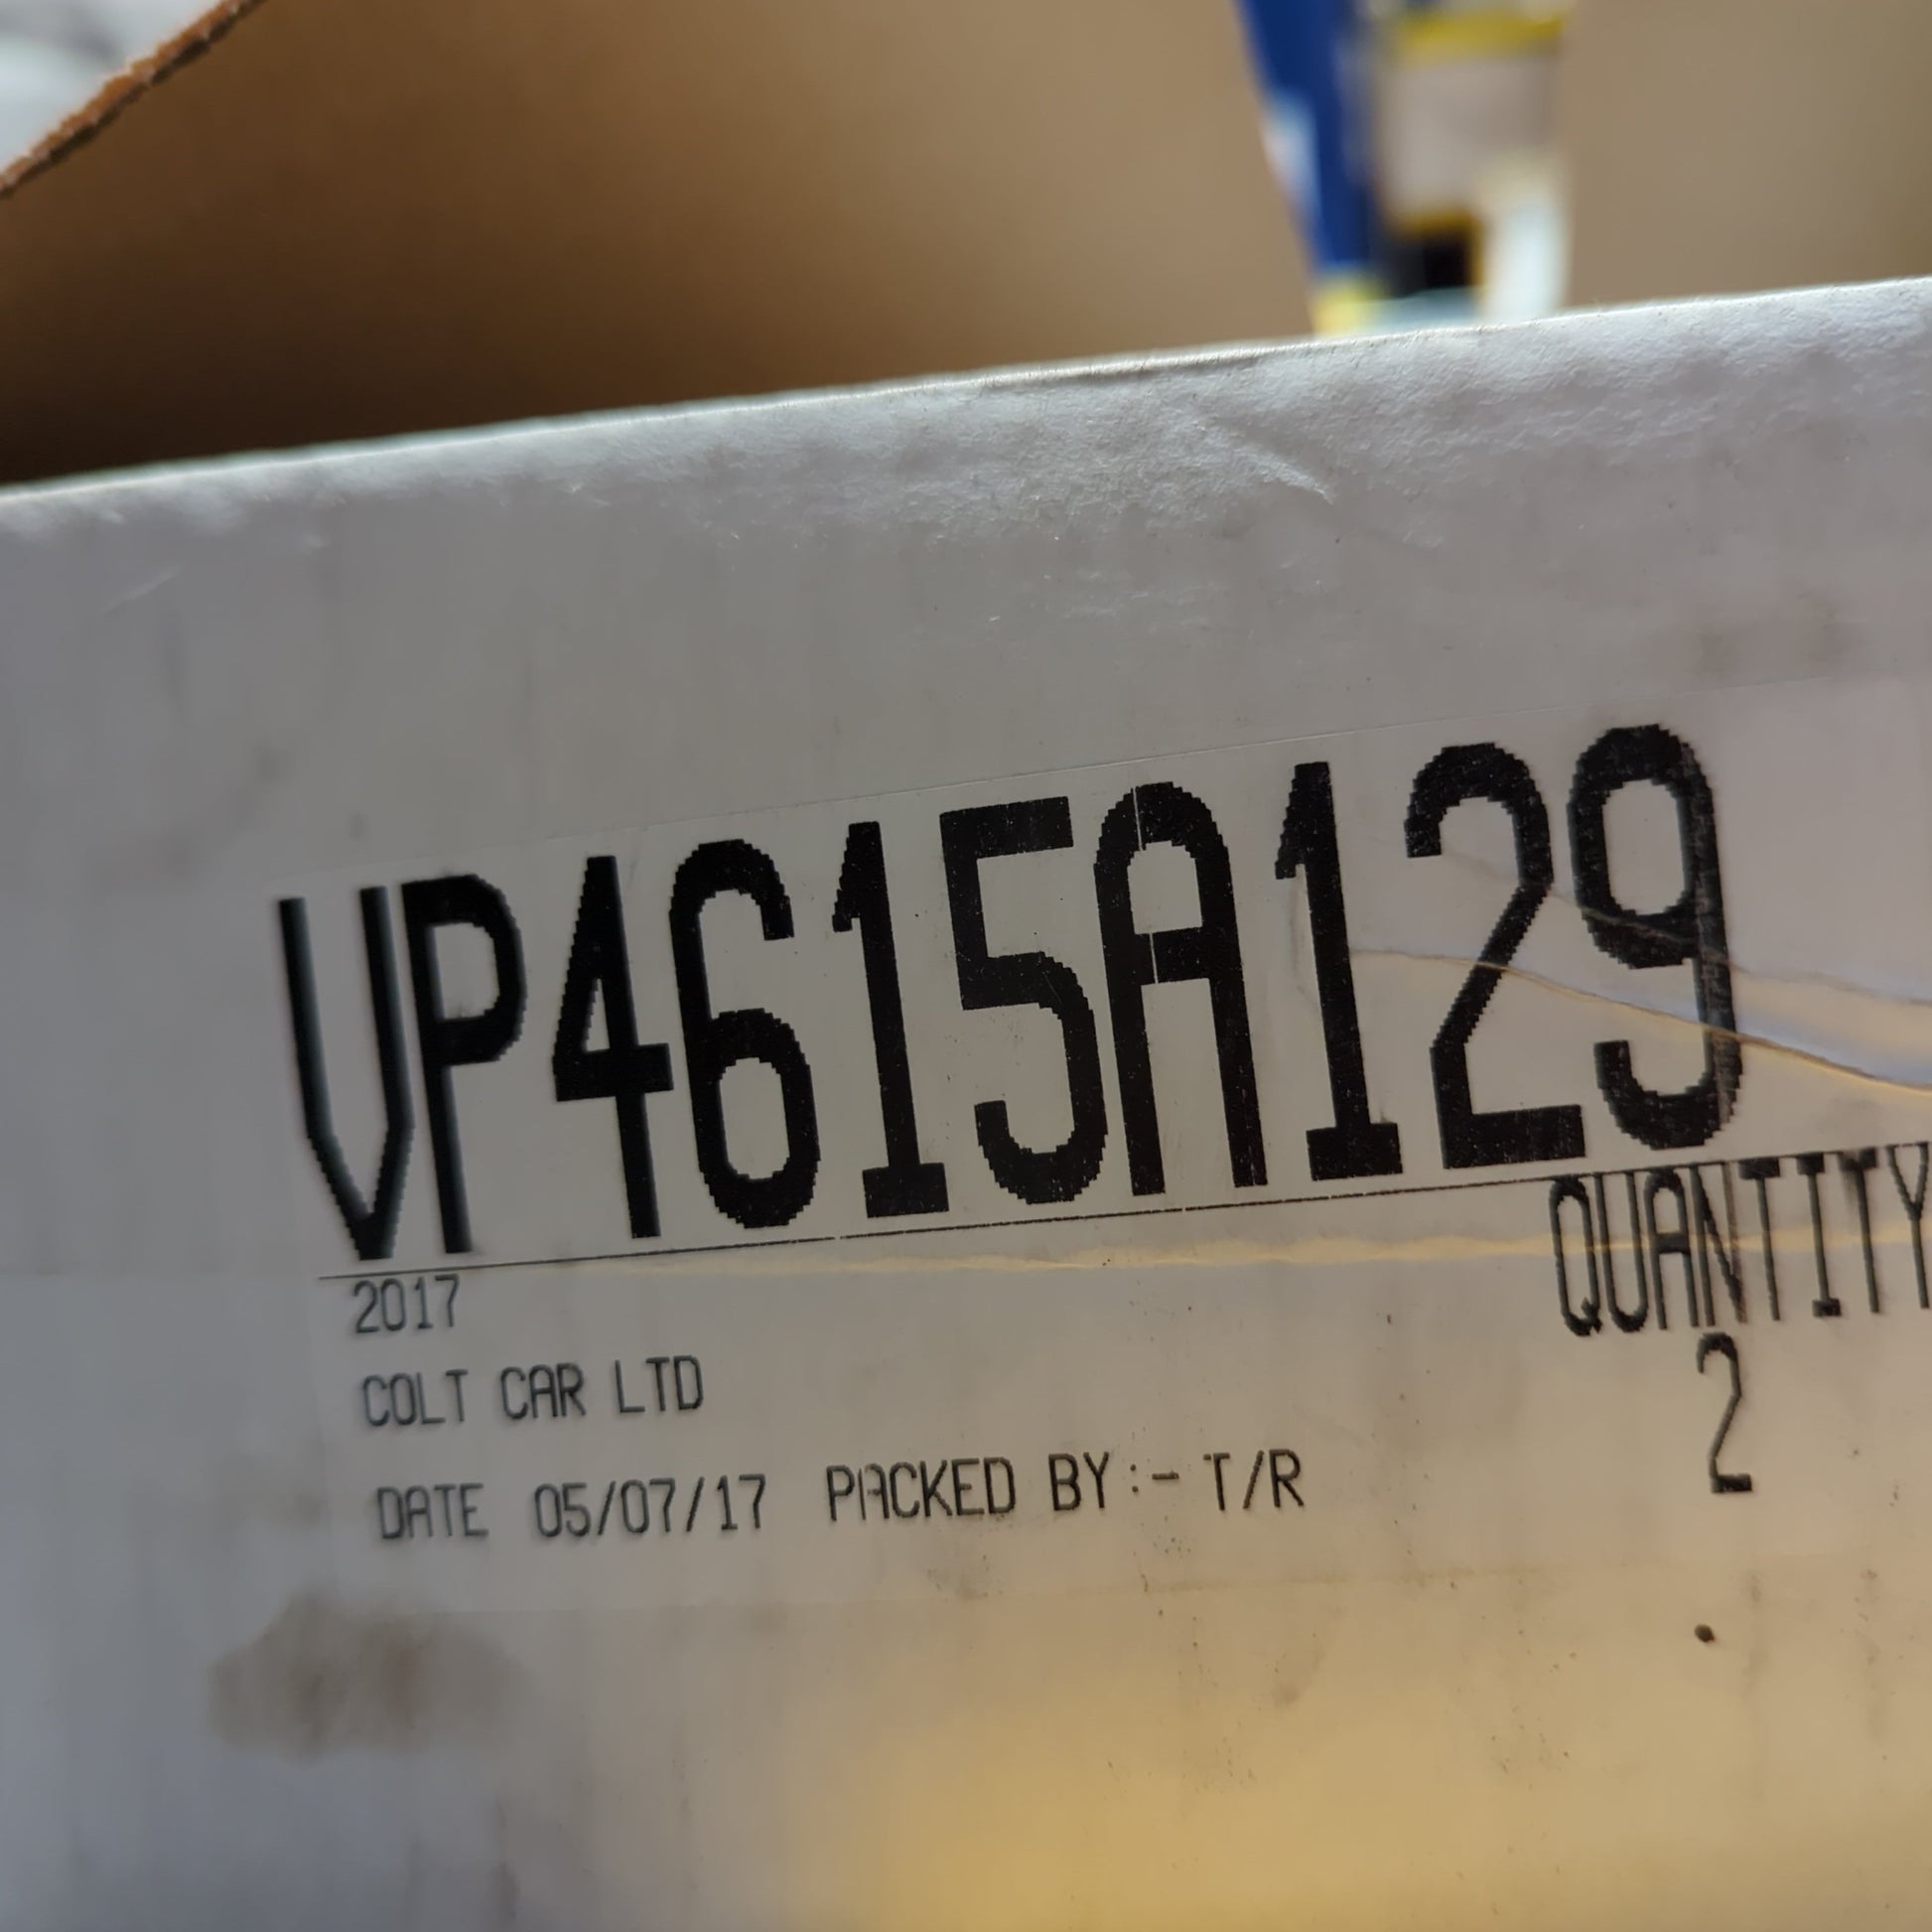 VP4615A129
QUANTITY
2017
2
COLT CAR LTD
DATE 05/07/17 PACKED BY:- T/R